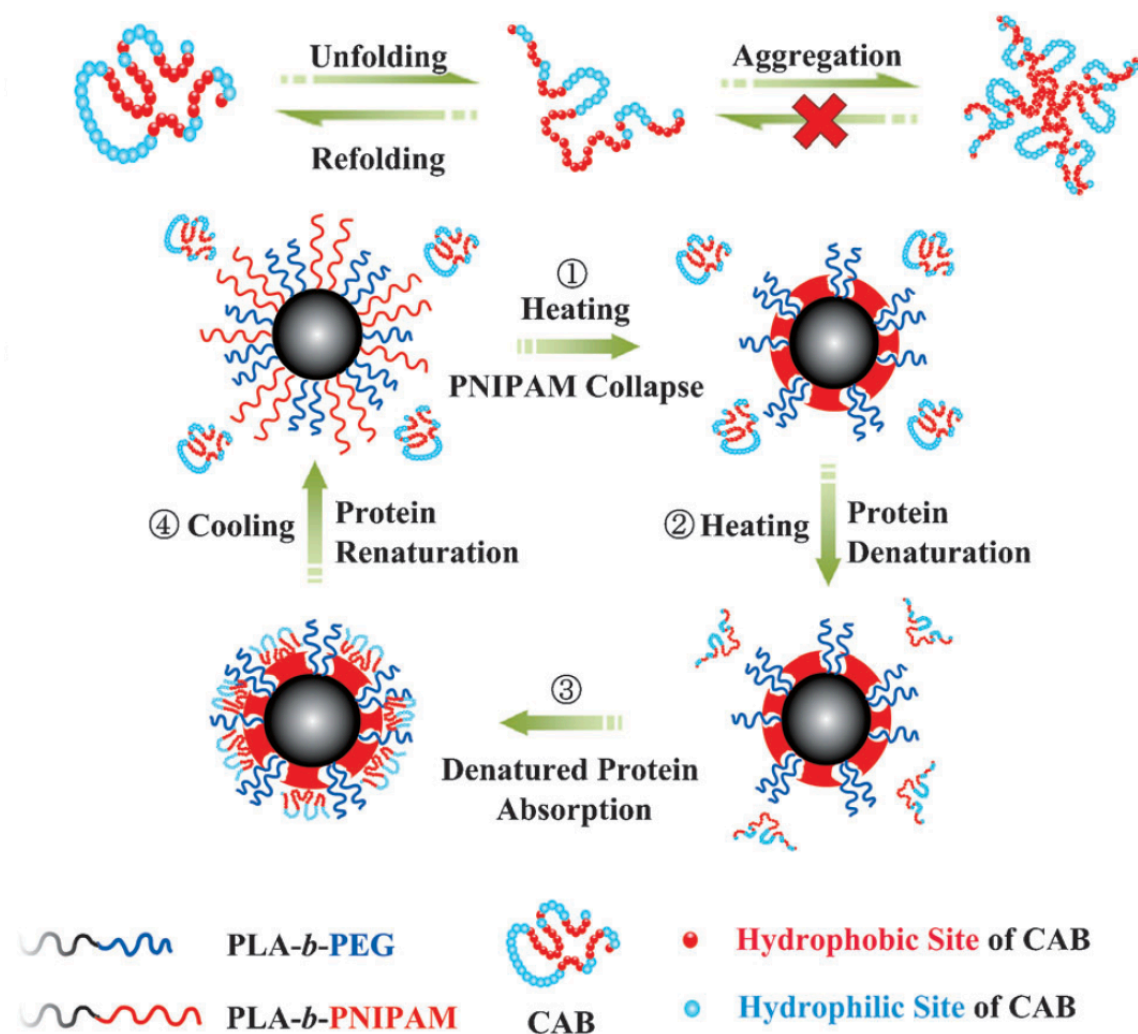 Unfolding
Refolding
Aggregation
①
Heating
PNIPAM Collapse
② Heating
Protein
Denaturation
③
Denatured Protein
Absorption
④ Cooling
Protein
Renaturation
PLA-b-PEG
PLA-b-PNIPAM
CAB
Hydrophobic Site of CAB
Hydrophilic Site of CAB